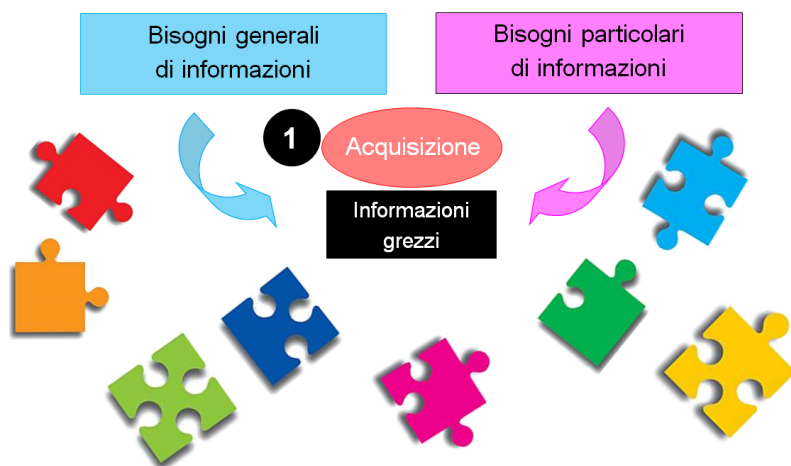 Bisogni generali
di informazioni
Bisogni particolari
di informazioni
1
Acquisizione
Informazioni
grezzi